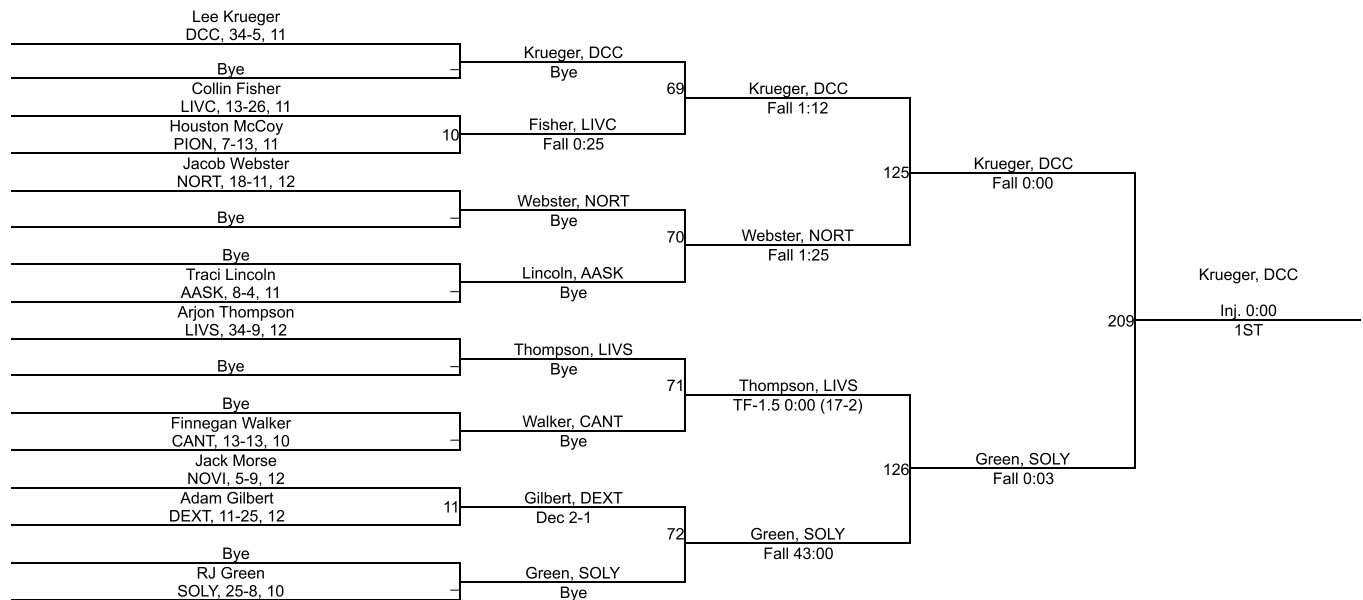 Lee Krueger
DCC, 34-5, 11
Bye
Collin Fisher
LIVC, 13-26, 11
Houston McCoy
PION, 7-13, 11
Jacob Webster
NORT, 18-11, 12
Bye
Bye
Traci Lincoln
AASK, 8-4, 11
Arjon Thompson
LIVS, 34-9, 12
Bye
Bye
Finnegan Walker
CANT, 13-13, 10
Jack Morse
NOVI, 5-9, 12
Adam Gilbert
DEXT, 11-25, 12
Bye
RJ Green
SOLY, 25-8, 10
–
10
–
–
–
–
11
–
Krueger, DCC
Bye
Fisher, LIVC
Fall 0:25
Webster, NORT
Bye
Lincoln, AASK
Bye
Thompson, LIVS
Bye
Walker, CANT
Bye
Gilbert, DEXT
Dec 2-1
Green, SOLY
Bye
69
70
71
72
Krueger, DCC
Fall 1:12
Webster, NORT
Fall 1:25
Thompson, LIVS
TF-1.5 0:00 (17-2)
Green, SOLY
Fall 43:00
125
126
Krueger, DCC
Fall 0:00
Green, SOLY
Fall 0:03
209
Krueger, DCC
Inj. 0:00
1ST